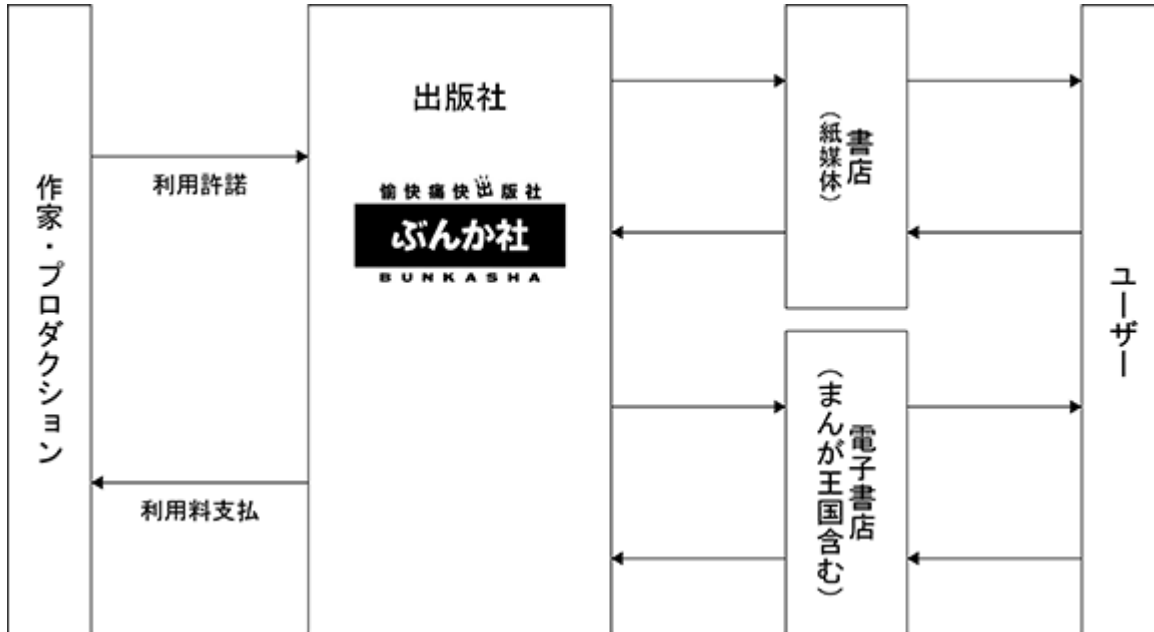 作家・プロダクション
利用許諾
利用料支払
出版社
愉快痛快出版社
ぶんか社
BUNKASHA
書店
（紙媒体）
電子書店
（まんが王国含む）
ユーザー